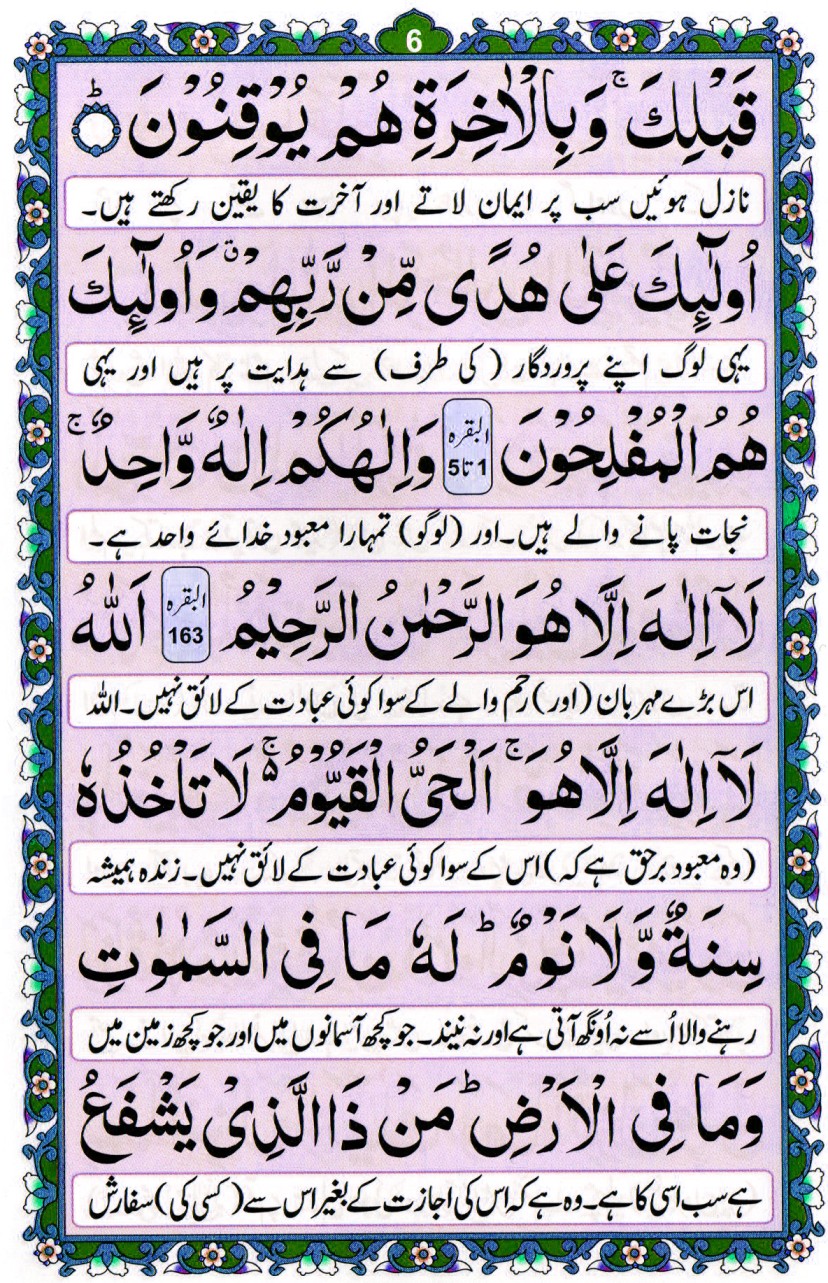 6
قَبْلِكَ ۚ وَبِالْاٰخِرَةِ هُمْ يُوْقِنُوْنَ ؕ
نازل ہوئیں سب پر ایمان لاتے اور آخرت کا یقین رکھتے ہیں۔
اُولٰٓئِكَ عَلٰى هُدًى مِّنْ رَّبِّهِمْ ۗ وَاُولٰٓئِكَ
یہی لوگ اپنے پروردگار ( کی طرف) سے ہدایت پر ہیں اور یہی
هُمُ الْمُفْلِحُوْنَ البقرہ 1 تا 5 وَاِلٰهُكُمْ اِلٰهٌ وَّاحِدٌ ۚ
نجات پانے والے ہیں۔اور (لوگو) تمہارا معبود خدائے واحد ہے۔
لَآ اِلٰهَ اِلَّا هُوَ الرَّحْمٰنُ الرَّحِيْمُ البقرہ 163 اَللّٰهُ
اس بڑے مہربان (اور) رحم والے کے سوا کوئی عبادت کے لائق نہیں۔اللہ
لَآ اِلٰهَ اِلَّا هُوَ ۚ اَلْحَىُّ الْقَيُّوْمُ ۚ۵ لَا تَاْخُذُهٗ
(وہ معبود برحق ہے کہ) اس کے سوا کوئی عبادت کے لائق نہیں۔ زندہ ہمیشہ
سِنَةٌ وَّلَا نَوْمٌ ؕ لَهٗ مَا فِى السَّمٰوٰتِ
رہنے والا اُسے نہ اُونگھ آتی ہے اور نہ نیند۔ جو کچھ آسمانوں میں اور جو کچھ زمین میں
وَمَا فِى الْاَرْضِ ؕ مَنْ ذَا الَّذِىْ يَشْفَعُ
ہے سب اسی کا ہے۔ وہ ہے کہ اس کی اجازت کے بغیر اس سے ( کسی کی) سفارش